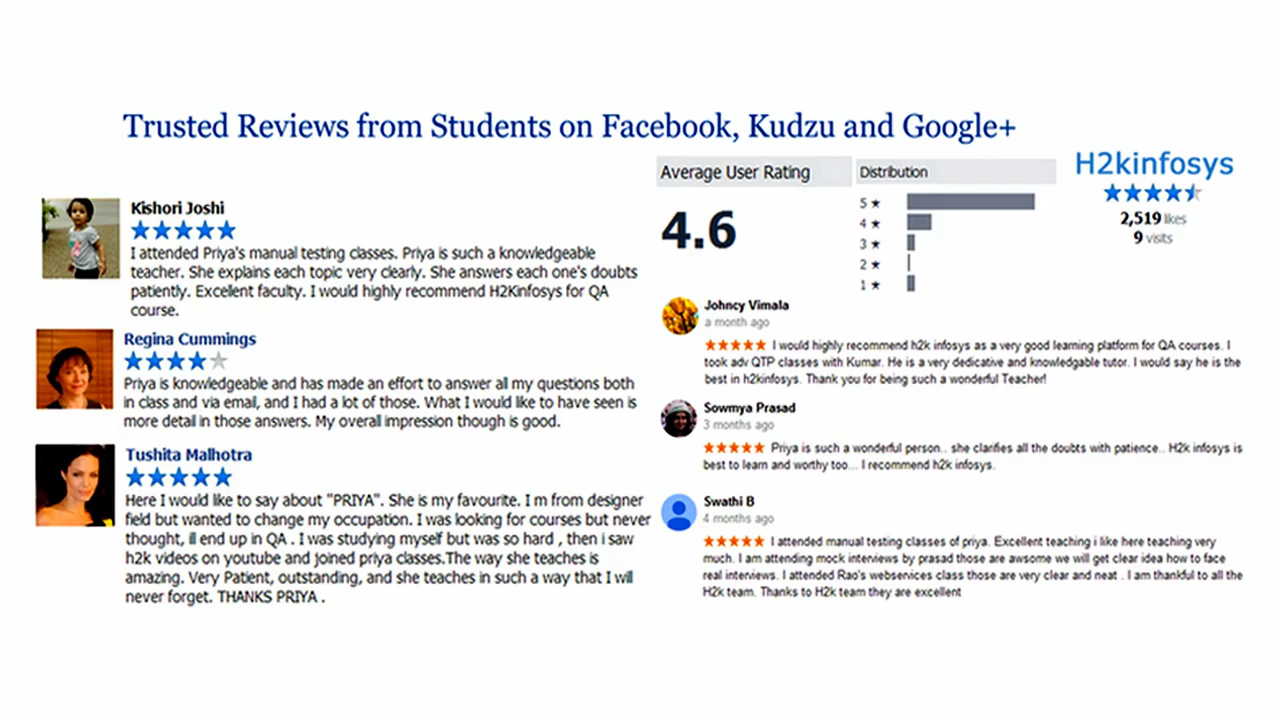 Trusted Reviews from Students on Facebook, Kudzu and Google+
Kishori Joshi
I attended Priya's manual testing classes. Priya is such a knowledgeable
teacher. She explains each topic very clearly. She answers each one's doubts
patiently. Excellent faculty. I would highly recommend H2Kinfosys for QA
course.
Regina Cummings
Priya is knowledgeable and has made an effort to answer all my questions both
in class and via email, and I had a lot of those. What I would like to have seen is
more detail in those answers. My overall impression though is good.
Tushita Malhotra
Here I would like to say about "PRIYA". She is my favourite. I m from designer
field but wanted to change my occupation. I was looking for courses but never
thought, ill end up in QA . I was studying myself but was so hard , then i saw
h2k videos on youtube and joined priya classes.The way she teaches is
amazing. Very Patient, outstanding, and she teaches in such a way that I will
never forget. THANKS PRIYA .
Average User Rating
4.6
Distribution
5 ★
4 ★
3 ★
2 ★
1 ★
H2kinfosys
2,519 likes
9 visits
Johncy Vimala
a month ago
I would highly recommend h2k infosys as a very good learning platform for QA courses. I
took adv QTP classes with Kumar. He is a very dedicative and knowledgable tutor. I would say he is the
best in h2kinfosys. Thank you for being such a wonderful Teacher!
Sowmya Prasad
3 months ago
Priya is such a wonderful person.. she clarifies all the doubts with patience.. H2k infosys is
best to learn and worthy too... I recommend h2k infosys.
Swathi B
4 months ago
I attended manual testing classes of priya. Excellent teaching i like here teaching very
much. I am attending mock interviews by prasad those are awsome we will get clear idea how to face
real interviews. I attended Rao's webservices class those are very clear and neat . I am thankful to all the
H2k team. Thanks to H2k team they are excellent